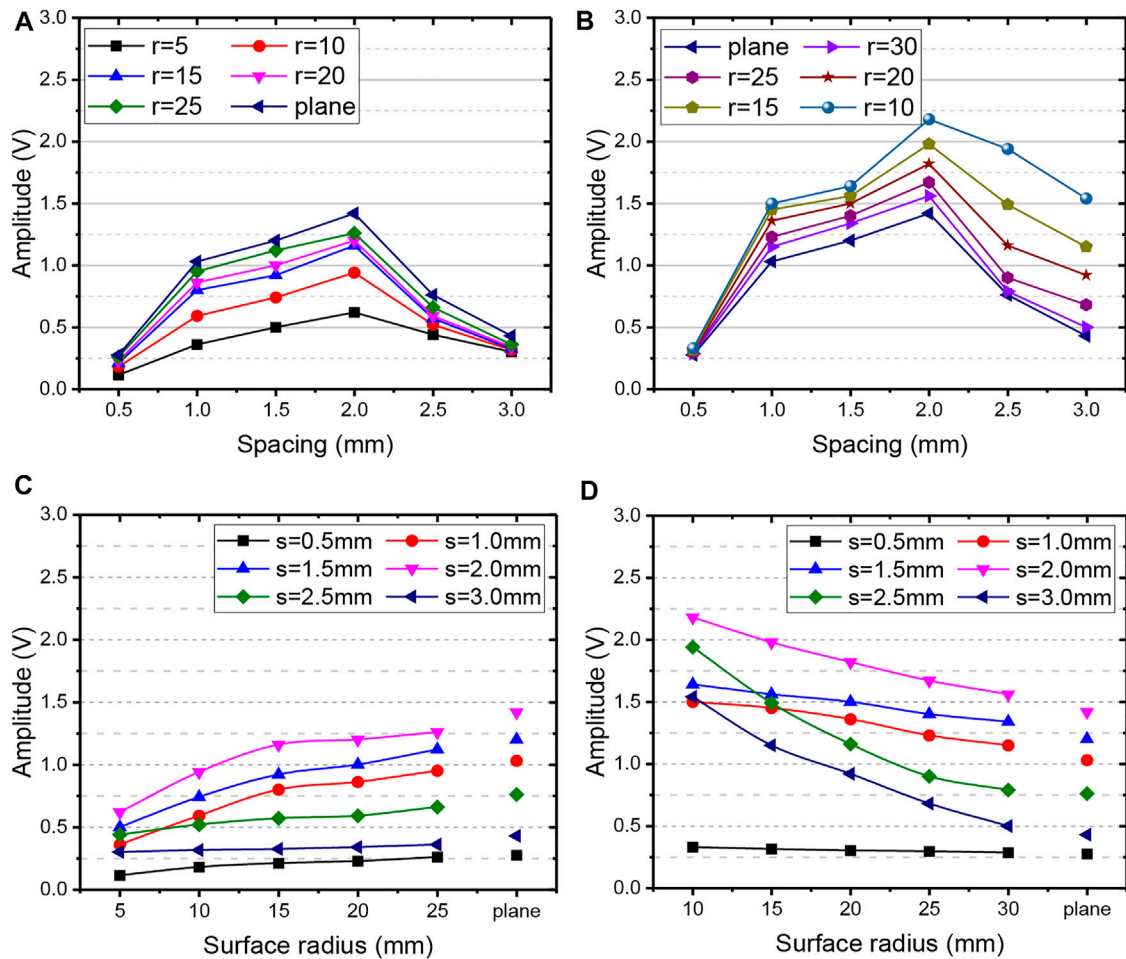 A
3.0
2.5
2.0
1.5
1.0
0.5
0.0
Amplitude (V)
r=5 r=10
r=15 r=20
r=25 plane
0.5 1.0 1.5 2.0 2.5 3.0
Spacing (mm)
B
3.0
2.5
2.0
1.5
1.0
0.5
0.0
Amplitude (V)
plane r=30
r=25 r=20
r=15 r=10
0.5 1.0 1.5 2.0 2.5 3.0
Spacing (mm)
C
3.0
2.5
2.0
1.5
1.0
0.5
0.0
Amplitude (V)
s=0.5mm s=1.0mm
s=1.5mm s=2.0mm
s=2.5mm s=3.0mm
5 10 15 20 25 plane
Surface radius (mm)
D
3.0
2.5
2.0
1.5
1.0
0.5
0.0
Amplitude (V)
s=0.5mm s=1.0mm
s=1.5mm s=2.0mm
s=2.5mm s=3.0mm
10 15 20 25 30 plane
Surface radius (mm)